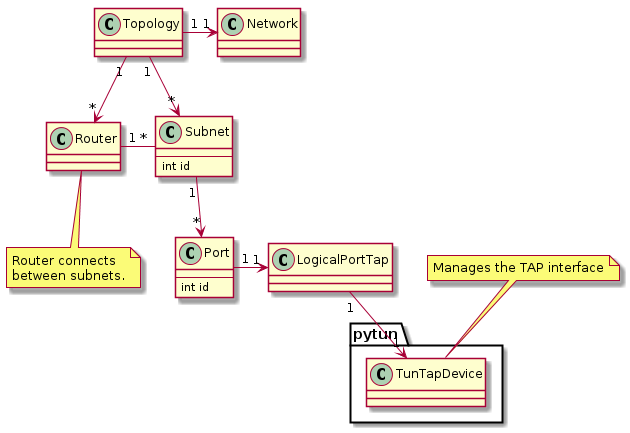 C Topology
1 1
C Network
1
1
*
*
C Router
1 *
C Subnet
int id
1
*
Router connects
between subnets.
C Port
int id
1 1
C LogicalPortTap
Manages the TAP interface
1
pytun
1
C TunTapDevice